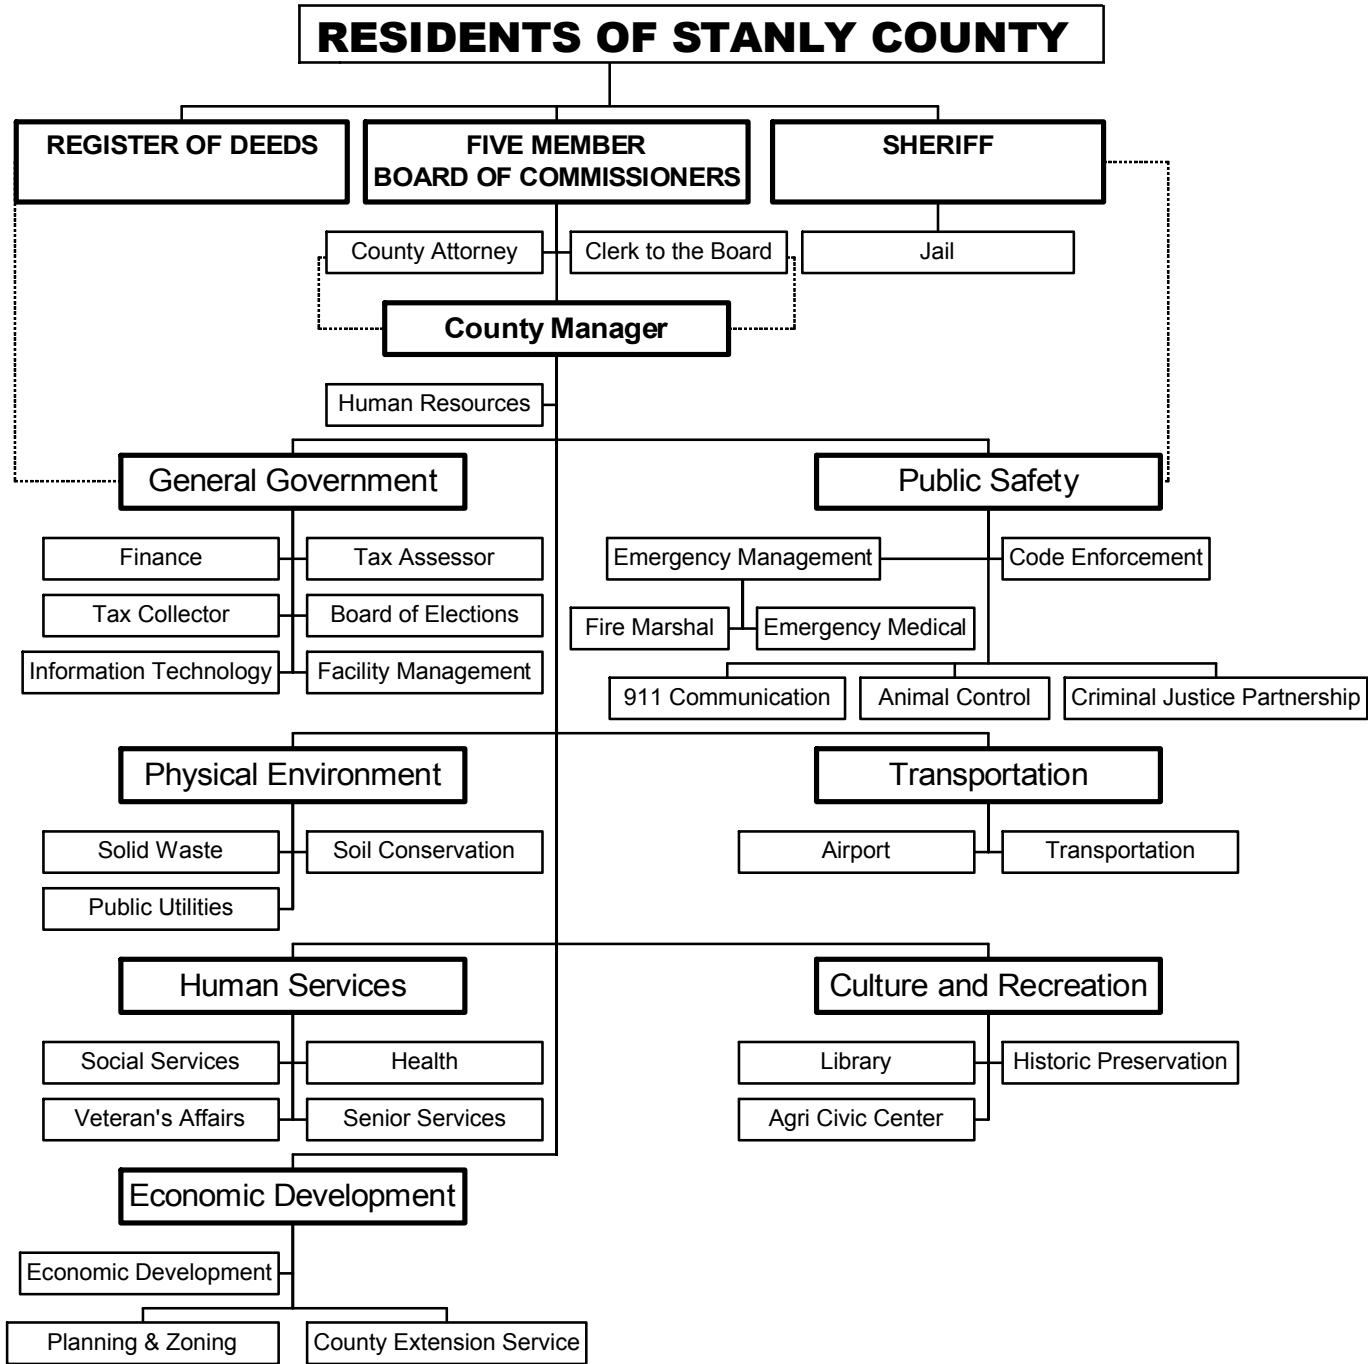 RESIDENTS OF STANLY COUNTY
REGISTER OF DEEDS
FIVE MEMBER
BOARD OF COMMISSIONERS
SHERIFF
County Attorney
Clerk to the Board
Jail
County Manager
Human Resources
General Government
Public Safety
Finance
Tax Assessor
Emergency Management
Code Enforcement
Tax Collector
Board of Elections
Fire Marshal
Emergency Medical
Information Technology
Facility Management
911 Communication
Animal Control
Criminal Justice Partnership
Physical Environment
Transportation
Solid Waste
Soil Conservation
Airport
Transportation
Public Utilities
Human Services
Culture and Recreation
Social Services
Health
Library
Historic Preservation
Veteran's Affairs
Senior Services
Agri Civic Center
Economic Development
Economic Development
Planning & Zoning
County Extension Service